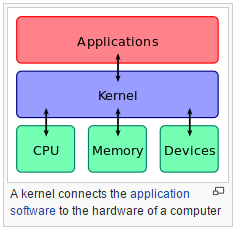 Applications
Kernel
CPU Memory Devices
A kernel connects the application
software to the hardware of a computer